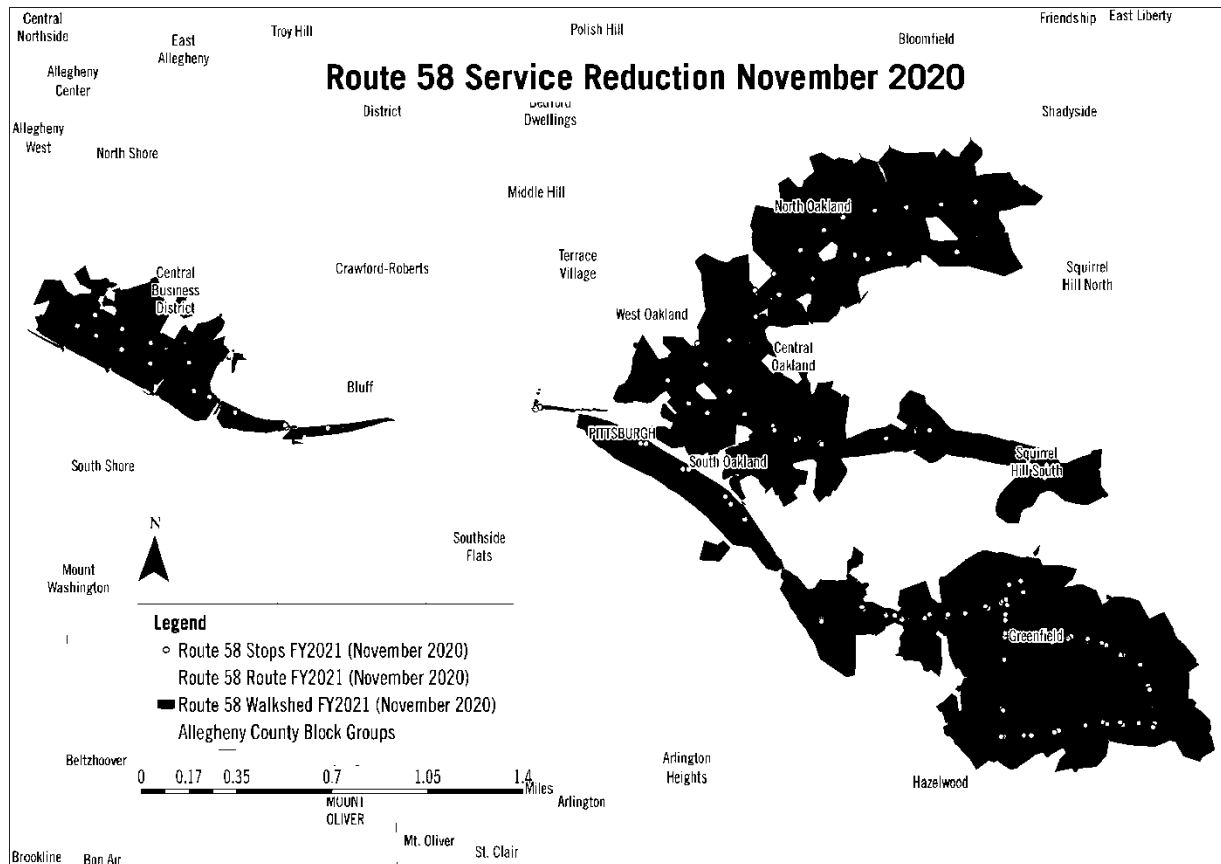 Central
Northside
East
Allegheny
Troy Hill
Polish Hill
Bloomfield
Friendship
East Liberty
Allegheny
Center
Route 58 Service Reduction November 2020
Allegheny
West
North Shore
District
Bedford
Dwellings
Shadyside
Middle Hill
North Oakland
Central
Business
District
Crawford-Roberts
Terrace
Village
Squirrel
Hill North
West Oakland
Central
Oakland
Bluff
PITTSBURGH
South Oakland
Squirrel
Hill South
South Shore
N
Southside
Flats
Mount
Washington
Greenfield
Legend
Route 58 Stops FY2021 (November 2020)
Route 58 Route FY2021 (November 2020)
Route 58 Walkshed FY2021 (November 2020)
Allegheny County Block Groups
Beltzhoover
Arlington
Heights
Hazelwood
0 0.17 0.35 0.7 1.05 1.4
Miles
Arlington
MOUNT
OLIVER
Mt. Oliver
St. Clair
Brookline
Bon Air